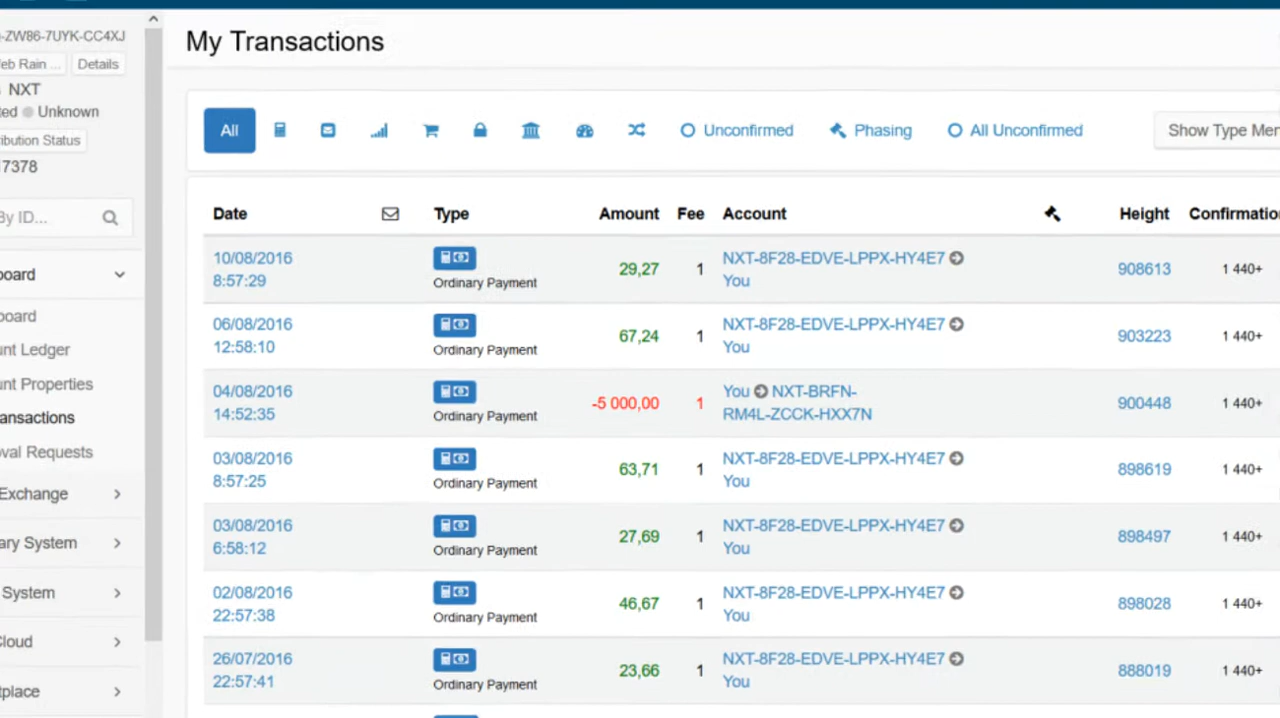 -ZW86-7UYK-CC4XJ
eb Rain ...
Details
NXT
ted Unknown
ibution Status
7378
By ID...
board
board
unt Ledger
unt Properties
ansactions
val Requests
Exchange
ary System
System
Cloud
tplace
My Transactions
All
Unconfirmed
Phasing
All Unconfirmed
Show Type Men
Date Type Amount Fee Account Height Confirmatio
10/08/2016 29,27 1 NXT-8F28-EDVE-LPPX-HY4E7 908613 1 440+
8:57:29 Ordinary Payment You
06/08/2016 67,24 1 NXT-8F28-EDVE-LPPX-HY4E7 903223 1 440+
12:58:10 Ordinary Payment You
04/08/2016 -5 000,00 1 You NXT-BRFN- 900448 1 440+
14:52:35 Ordinary Payment RM4L-ZCCK-HXX7N
03/08/2016 63,71 1 NXT-8F28-EDVE-LPPX-HY4E7 898619 1 440+
8:57:25 Ordinary Payment You
03/08/2016 27,69 1 NXT-8F28-EDVE-LPPX-HY4E7 898497 1 440+
6:58:12 Ordinary Payment You
02/08/2016 46,67 1 NXT-8F28-EDVE-LPPX-HY4E7 898028 1 440+
22:57:38 Ordinary Payment You
26/07/2016 23,66 1 NXT-8F28-EDVE-LPPX-HY4E7 888019 1 440+
22:57:41 Ordinary Payment You